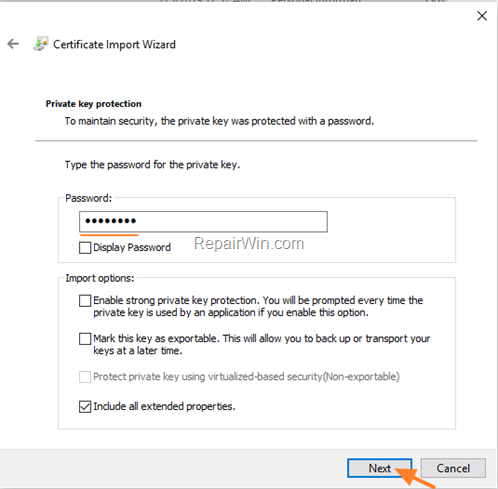 Certificate Import Wizard
Private key protection
To maintain security, the private key was protected with a password.
Type the password for the private key.
Password:
●●●●●●●●
Display Password
RepairWin.com
Import options:
Enable strong private key protection. You will be prompted every time the
private key is used by an application if you enable this option.
Mark this key as exportable. This will allow you to back up or transport your
keys at a later time.
Protect private key using virtualized-based security(Non-exportable)
Include all extended properties.
Next
Cancel